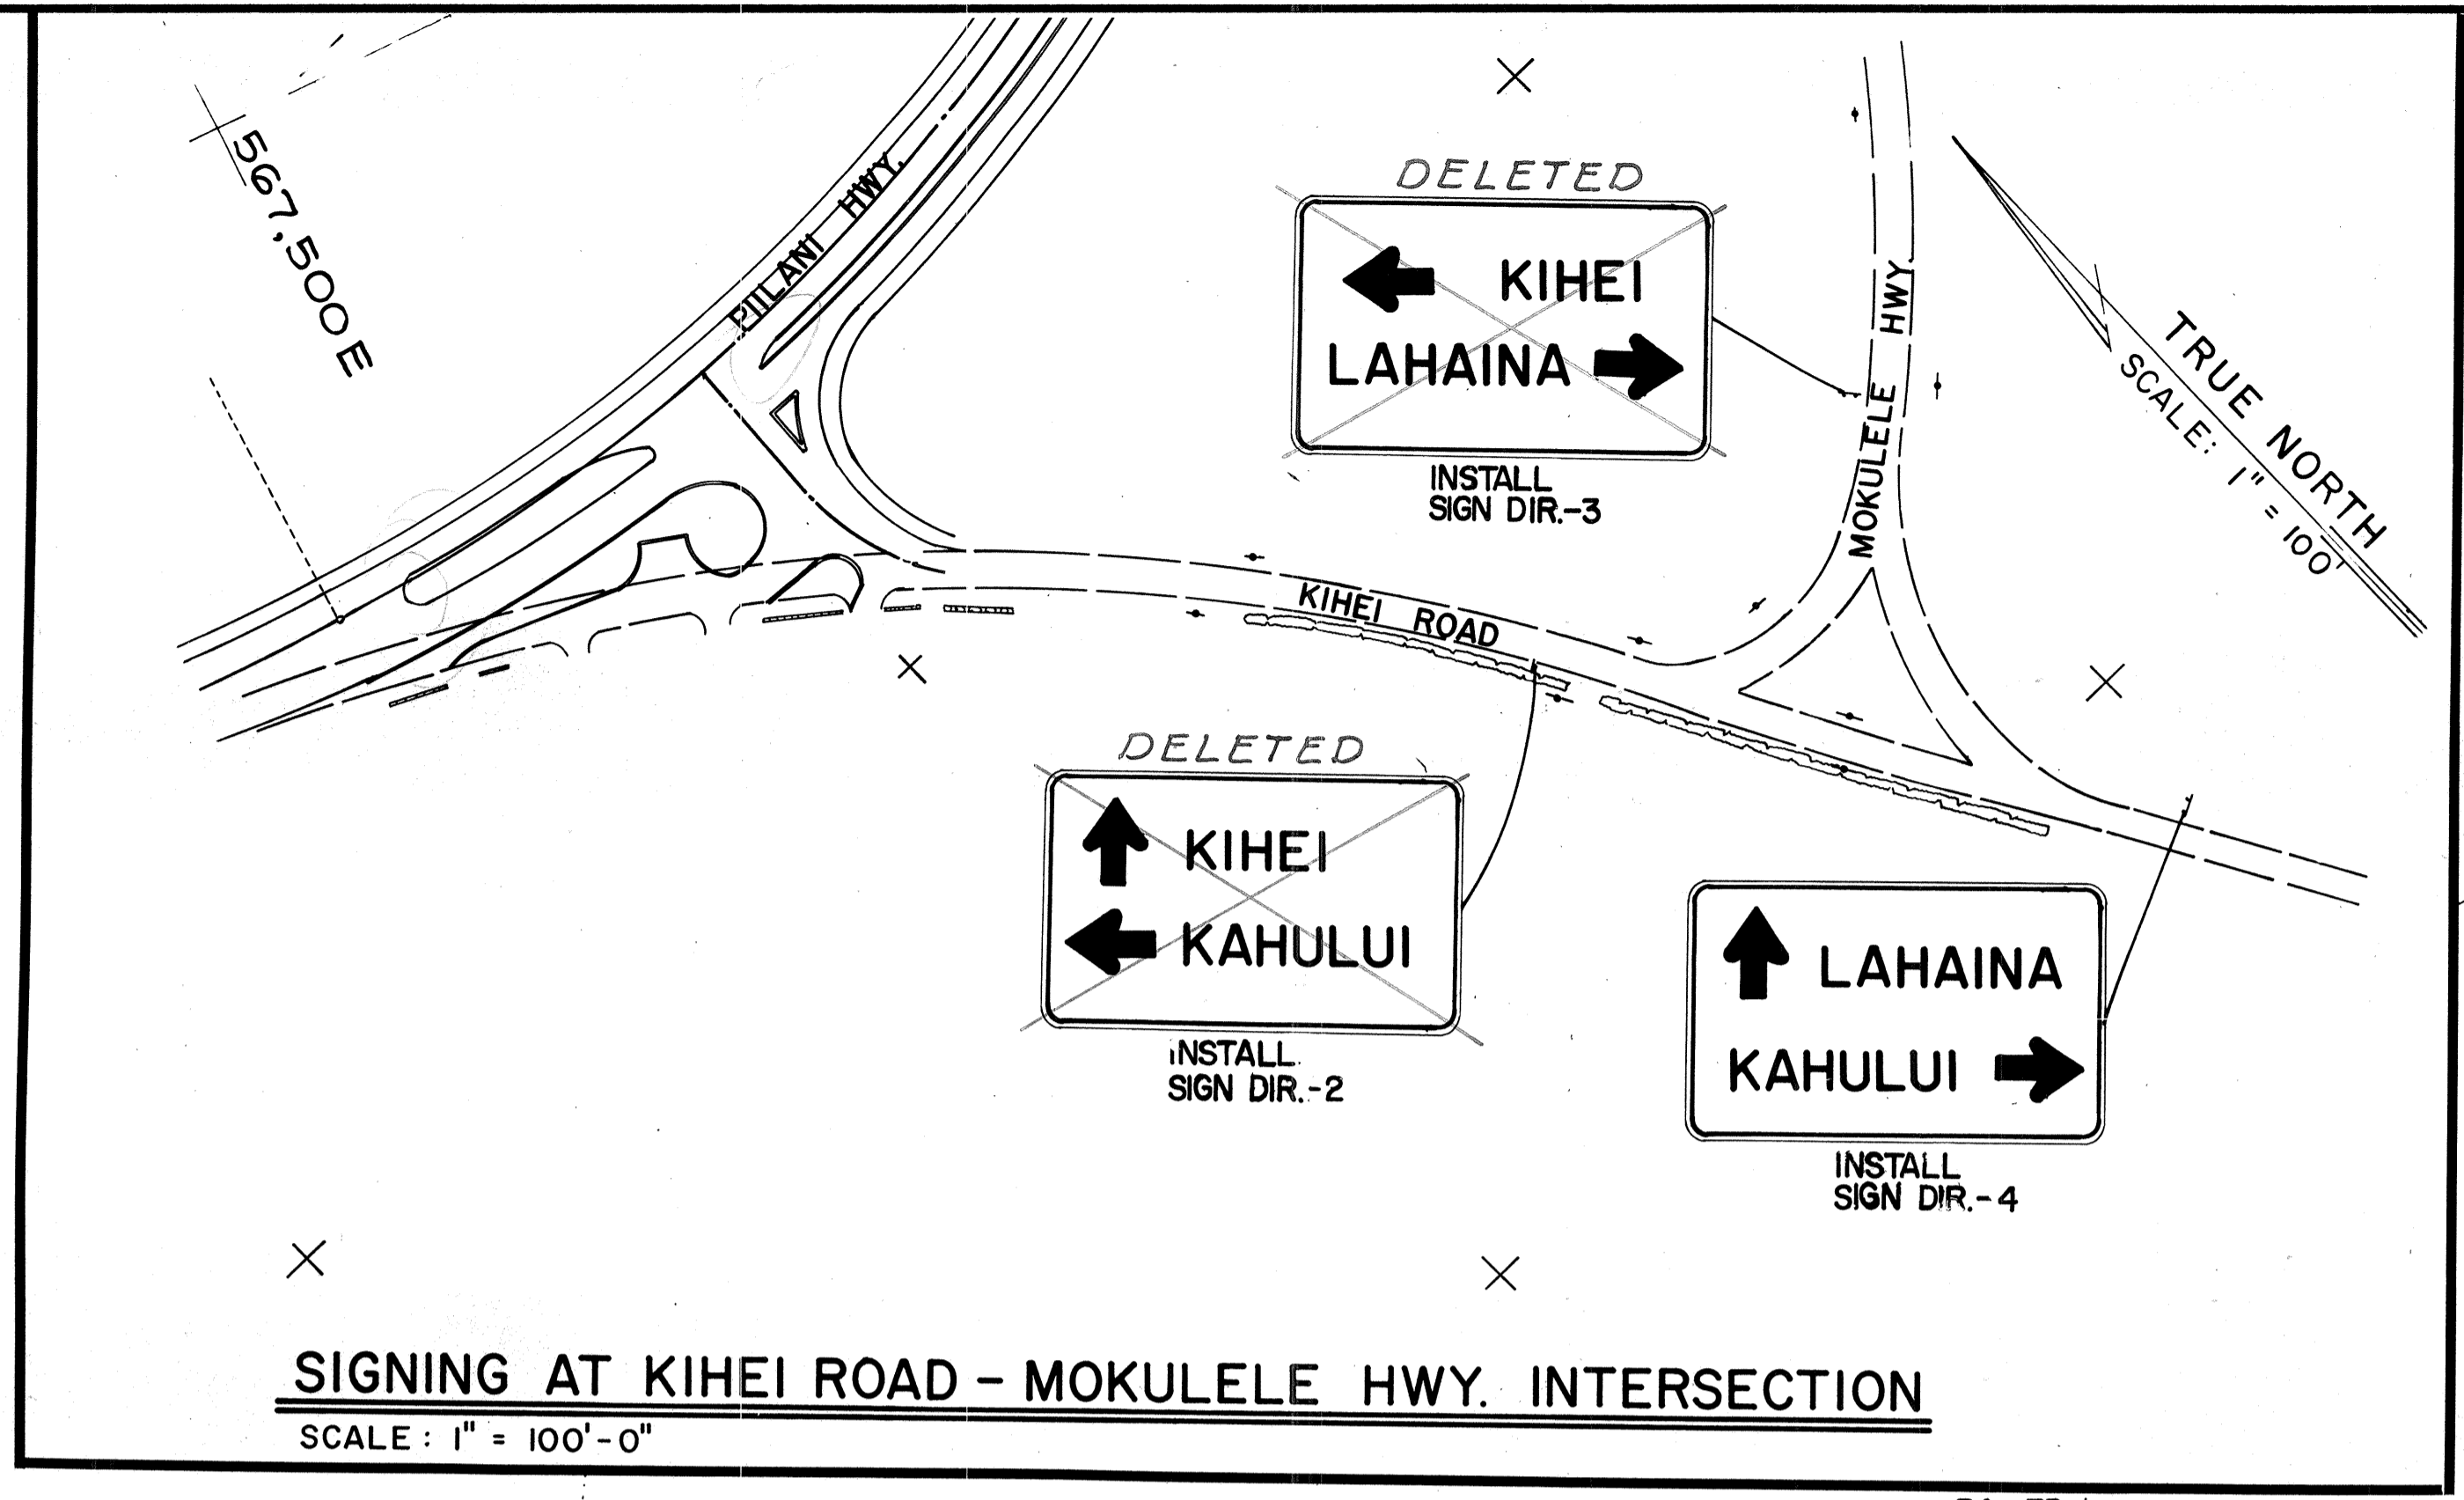 567,500 E
PIILANI HWY.
DELETED
KIHEI
LAHAINA
INSTALL
SIGN DIR.-3
MOKULELE HWY.
TRUE NORTH
SCALE: 1" = 100'
KIHEI ROAD
DELETED
KIHEI
KAHULUI
INSTALL
SIGN DIR.-2
LAHAINA
KAHULUI
INSTALL
SIGN DIR.-4
SIGNING AT KIHEI ROAD - MOKULELE HWY. INTERSECTION
SCALE: 1" = 100'-0"